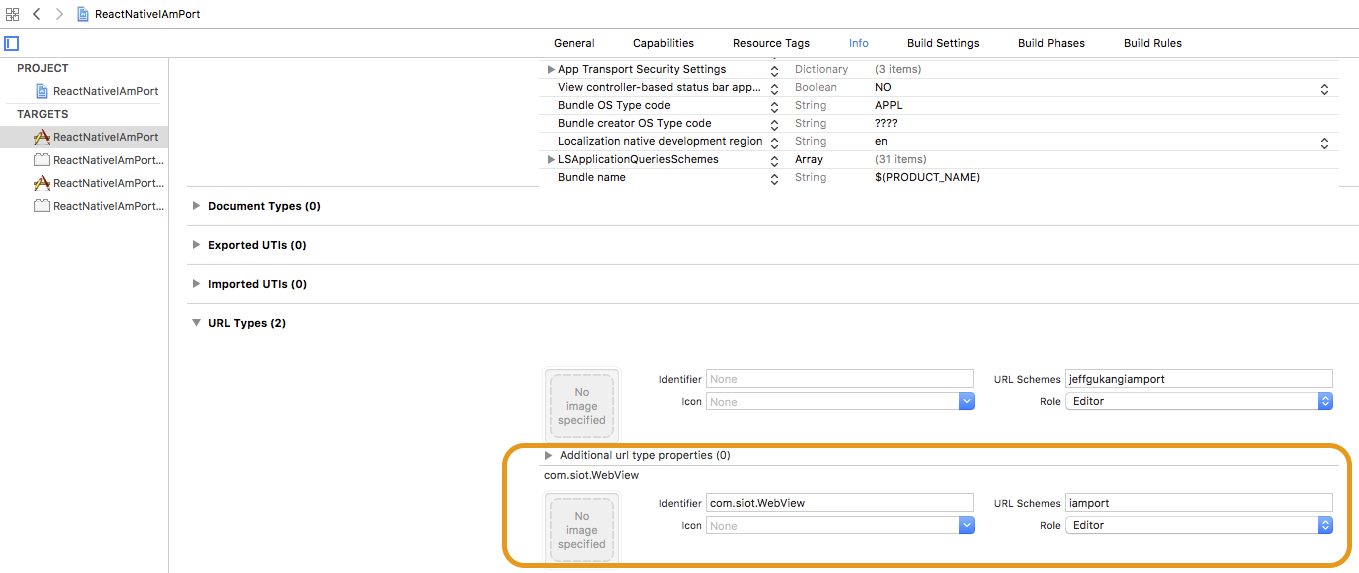 ReactNativeIAmPort
General Capabilities Resource Tags Info Build Settings Build Phases Build Rules
PROJECT
ReactNativeIAmPort
TARGETS
ReactNativeIAmPort
ReactNativeIAmPort...
ReactNativeIAmPort...
ReactNativeIAmPort...
App Transport Security Settings Dictionary (3 items)
View controller-based status bar app... Boolean NO
Bundle OS Type code String APPL
Bundle creator OS Type code String ????
Localization native development region String en
LSApplicationQueriesSchemes Array (31 items)
Bundle name String $(PRODUCT_NAME)
Document Types (0)
Exported UTIs (0)
Imported UTIs (0)
URL Types (2)
No
image
specified
Identifier None URL Schemes jeffgukangiamport
Icon None Role Editor
Additional url type properties (0)
com.siot.WebView
No
image
specified
Identifier com.siot.WebView URL Schemes iamport
Icon None Role Editor